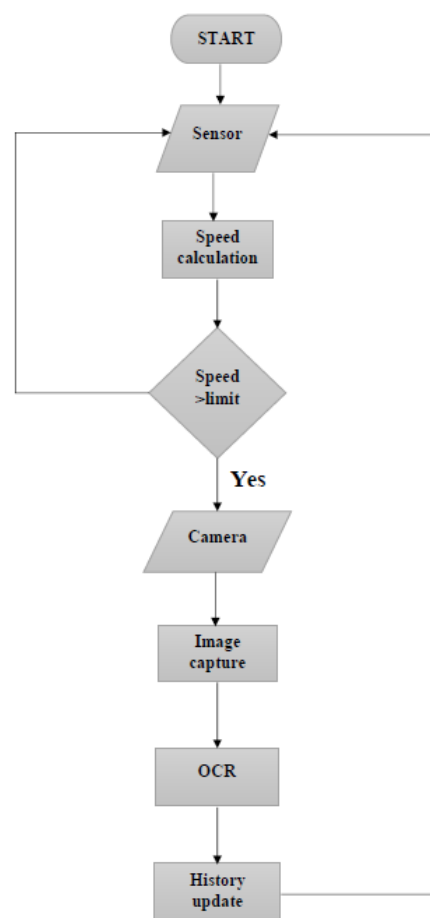 START
Sensor
Speed
calculation
Speed
>limit
Yes
Camera
Image
capture
OCR
History
update